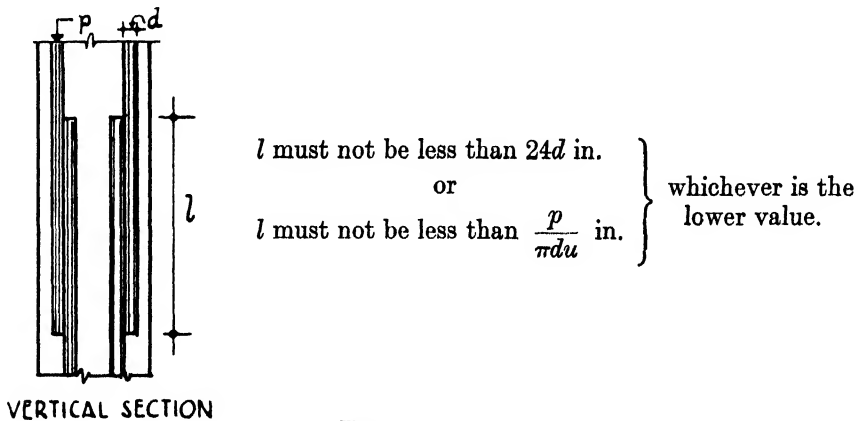 p d
l
l must not be less than 24d in.
or
l must not be less than p/πdu in.
whichever is the
lower value.
VERTICAL SECTION